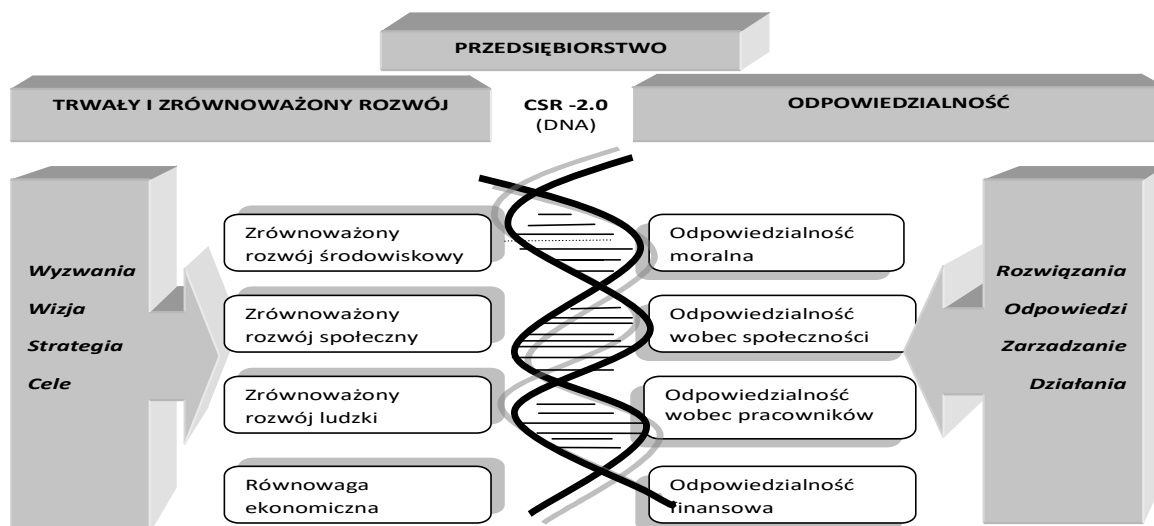 PRZEDSIĘBIORSTWO
TRWAŁY I ZRÓWNOWAŻONY ROZWÓJ
CSR -2.0
(DNA)
ODPOWIEDZIALNOŚĆ
Wyzwania
Wizja
Strategia
Cele
Zrównoważony
rozwój środowiskowy
Zrównoważony
rozwój społeczny
Zrównoważony
rozwój ludzki
Równowaga
ekonomiczna
Odpowiedzialność
moralna
Odpowiedzialność
wobec społeczności
Odpowiedzialność
wobec pracowników
Odpowiedzialność
finansowa
Rozwiązania
Odpowiedzi
Zarzadzanie
Działania